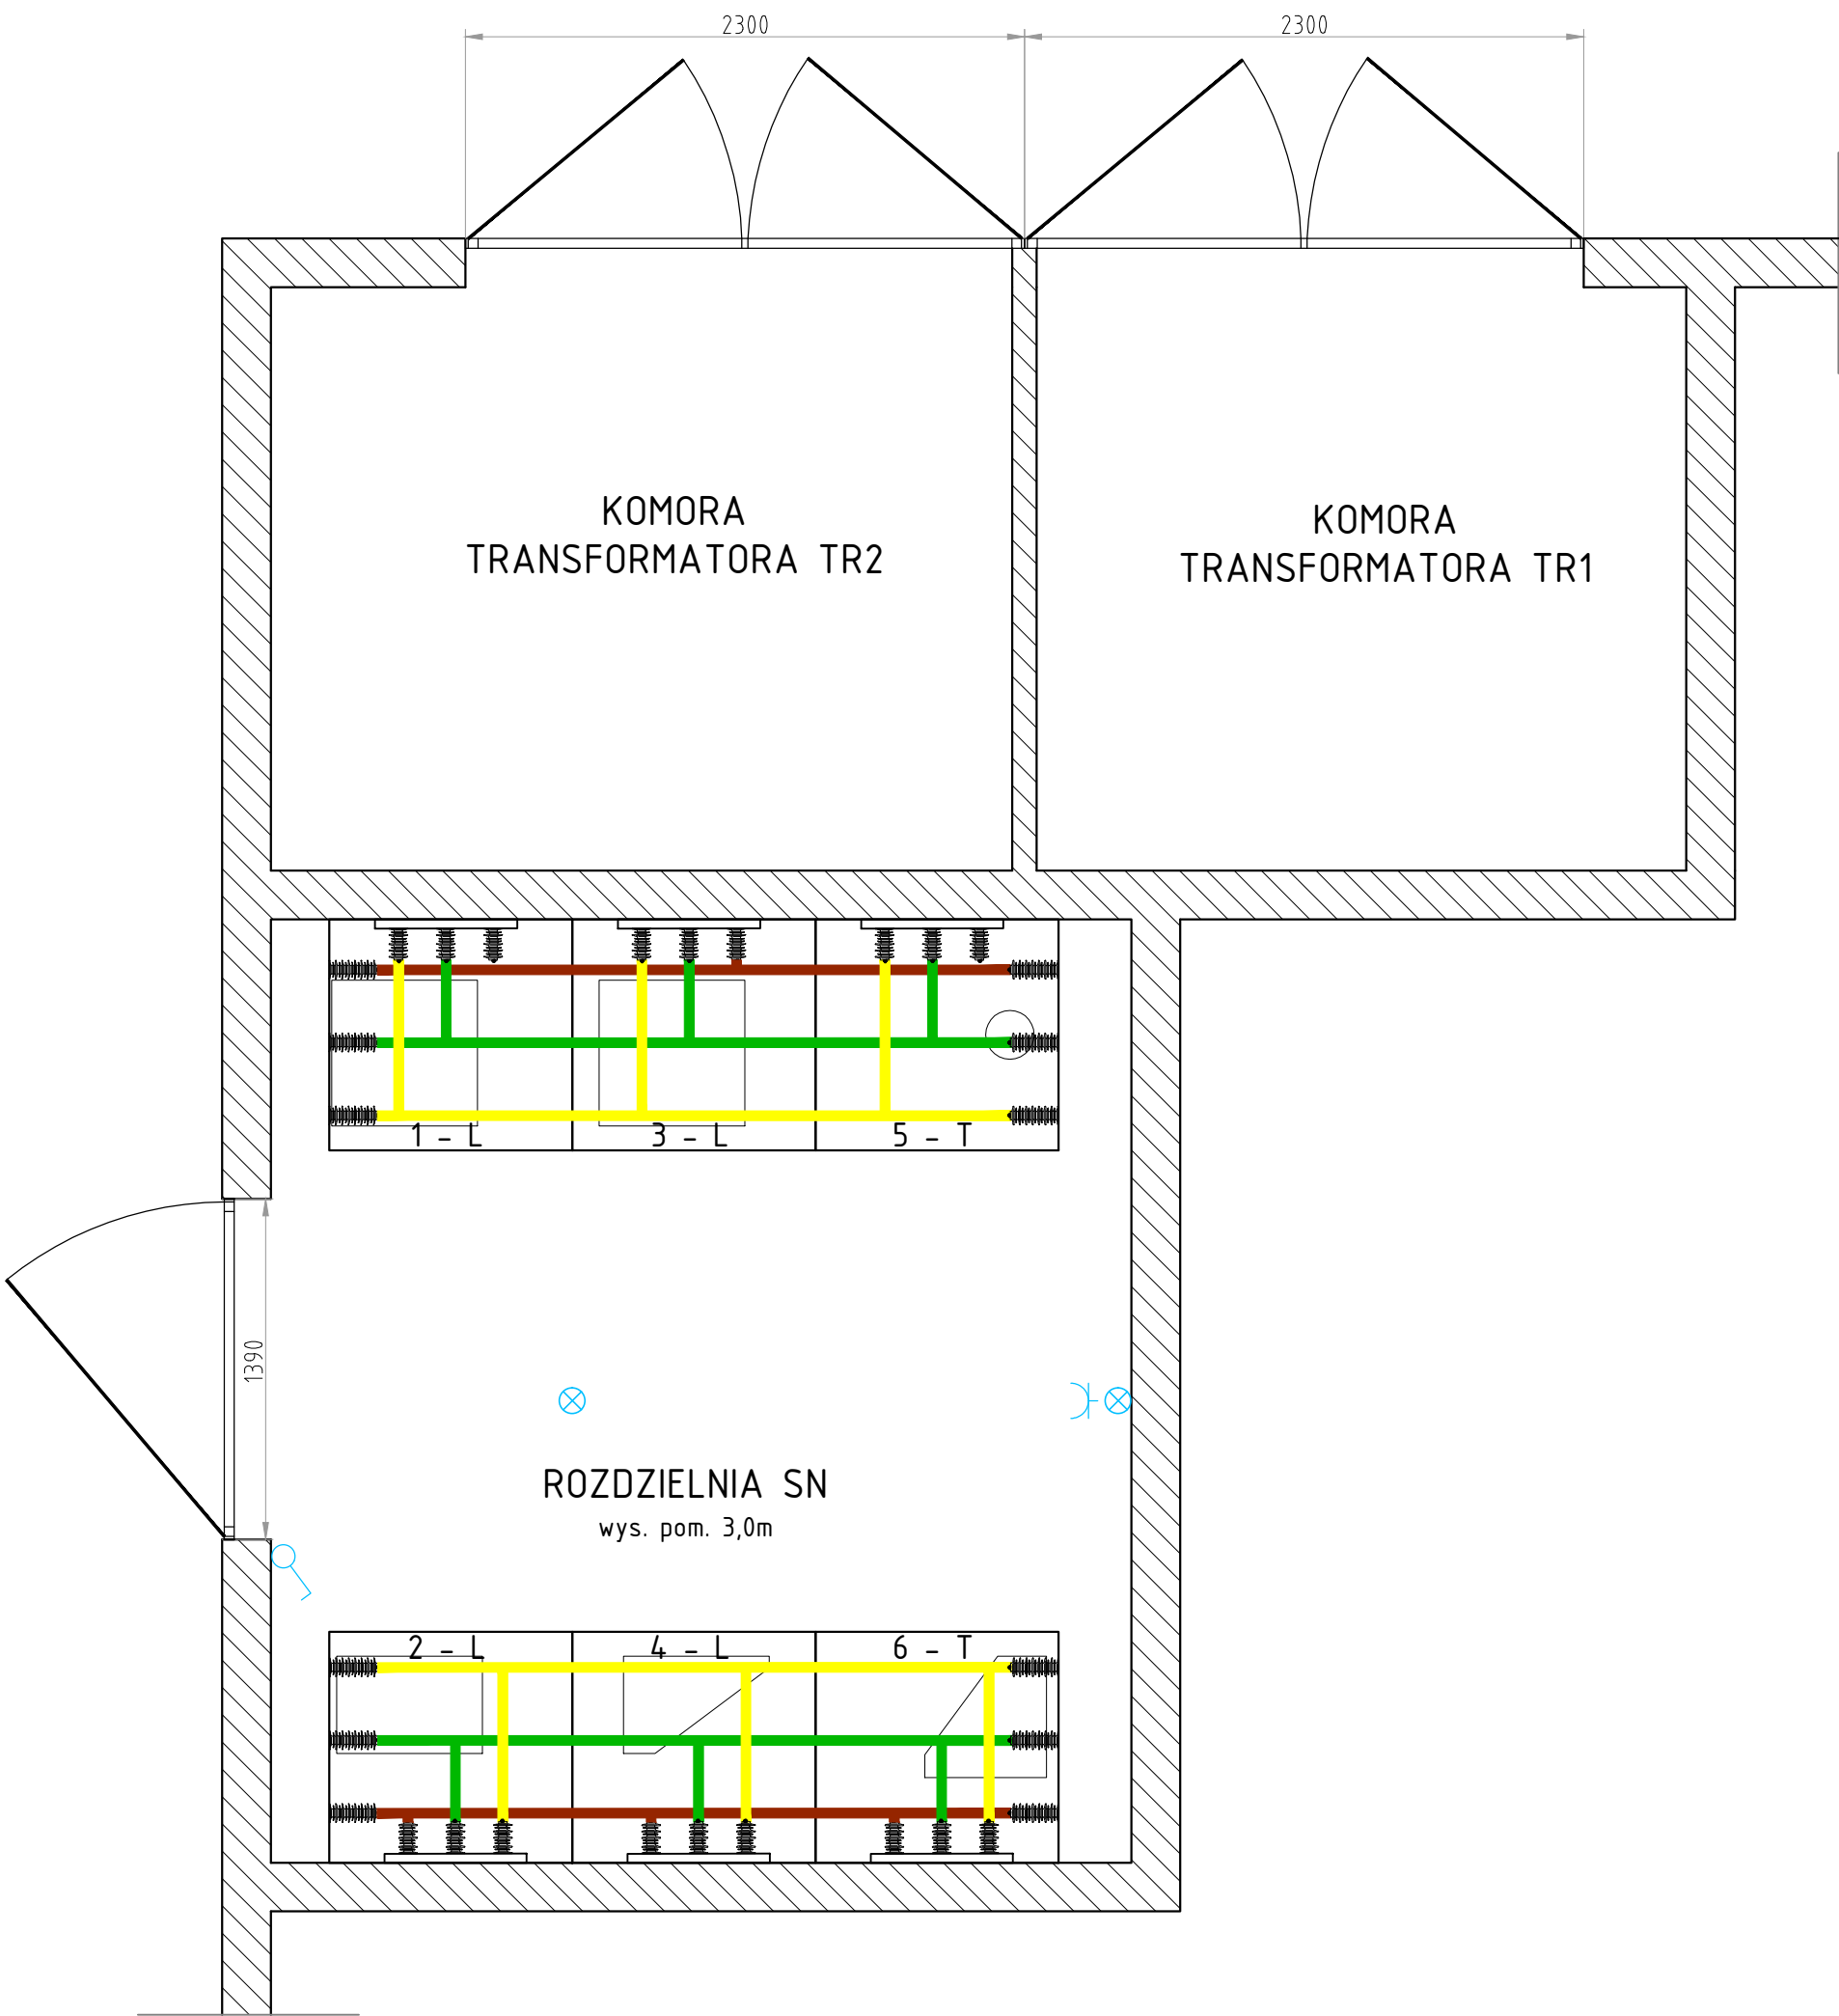 2300
2300
KOMORA
TRANSFORMATORA TR2
KOMORA
TRANSFORMATORA TR1
1 - L
3 - L
5 - T
1390
ROZDZIELNIA SN
wys. pom. 3,0m
2 - L
4 - L
6 - T